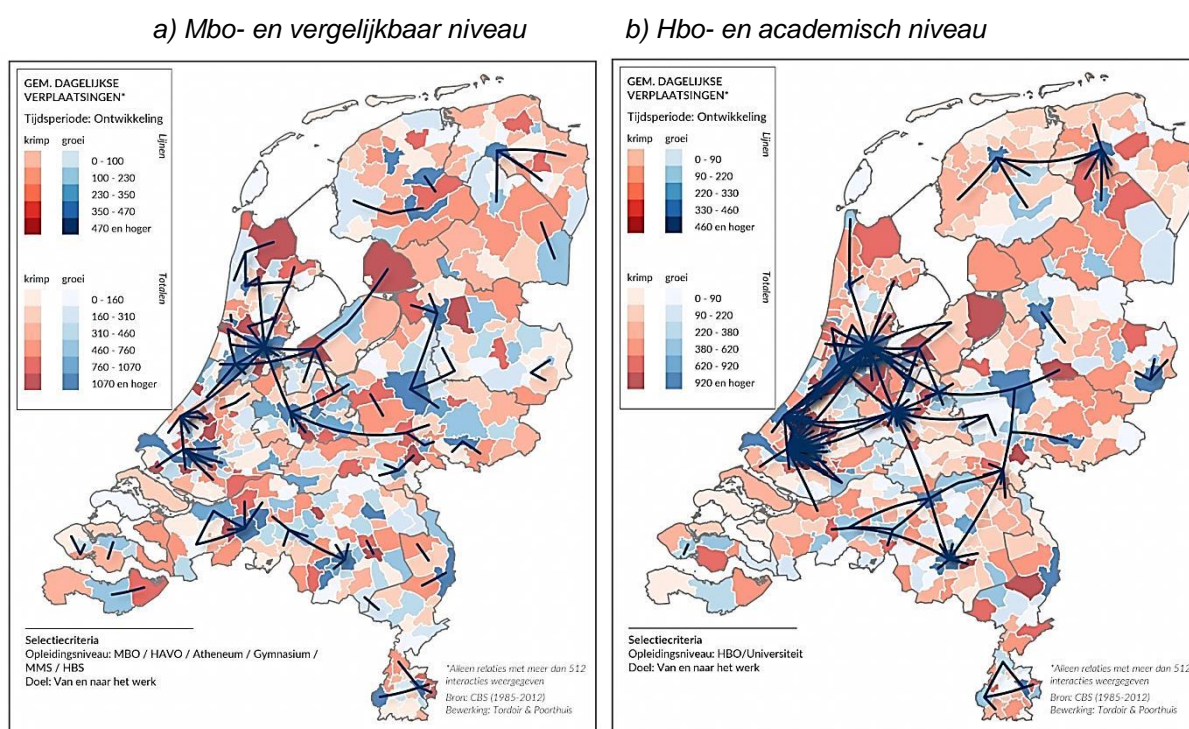 a) Mbo- en vergelijkbaar niveau
GEM. DAGELIJKSE
VERPLAATSINGEN*
Tijdsperiode: Ontwikkeling
Lijnen
krimp groei
0 - 100
100 - 230
230 - 350
350 - 470
470 en hoger
Totalen
krimp groei
0 - 160
160 - 310
310 - 460
460 - 760
760 - 1070
1070 en hoger
Selectiecriteria
Opleidingsniveau: MBO / HAVO / Atheneum / Gymnasium /
MMS / HBS
Doel: Van en naar het werk
*Alleen relaties met meer dan 512
interacties weergegeven
Bron: CBS (1985-2012)
Bewerking: Tordoir & Poorthuis
b) Hbo- en academisch niveau
GEM. DAGELIJKSE
VERPLAATSINGEN*
Tijdsperiode: Ontwikkeling
Lijnen
krimp groei
0 - 90
90 - 220
220 - 330
330 - 460
460 en hoger
Totalen
krimp groei
0 - 90
90 - 220
220 - 380
380 - 620
620 - 920
920 en hoger
Selectiecriteria
Opleidingsniveau: HBO/Universiteit
Doel: Van en naar het werk
*Alleen relaties met meer dan 512
interacties weergegeven
Bron: CBS (1985-2012)
Bewerking: Tordoir & Poorthuis